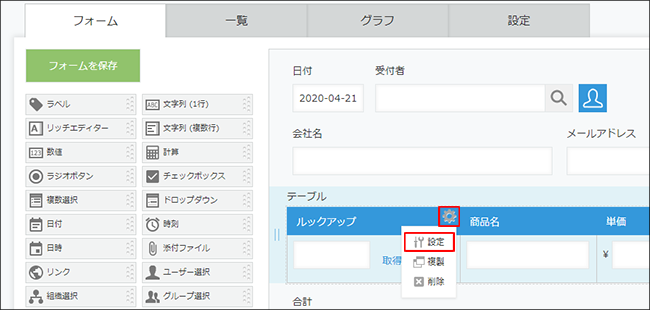 フォーム
一覧
グラフ
設定
フォームを保存
ラベル
文字列 (1行)
リッチエディター
文字列 (複数行)
数値
計算
ラジオボタン
チェックボックス
複数選択
ドロップダウン
日付
時刻
日時
添付ファイル
リンク
ユーザー選択
組織選択
グループ選択
日付
受付者
2020-04-21
会社名
メールアドレス
テーブル
ルックアップ
商品名
単価
取得
¥
設定
複製
削除
合計